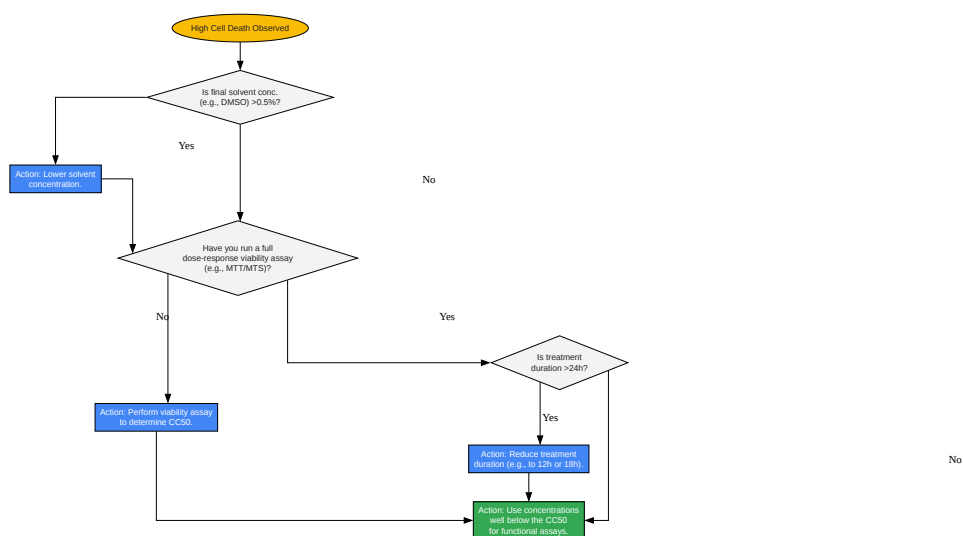 High Cell Death Observed
Is final solvent conc.
(e.g., DMSO) >0.5%?
Yes
Action: Lower solvent
concentration.
No
Have you run a full
dose-response viability assay
(e.g., MTT/MTS)?
No
Yes
Is treatment
duration >24h?
Action: Perform viability assay
to determine CC50.
Yes
Action: Reduce treatment
duration (e.g., to 12h or 18h).
No
Action: Use concentrations
well below the CC50
for functional assays.